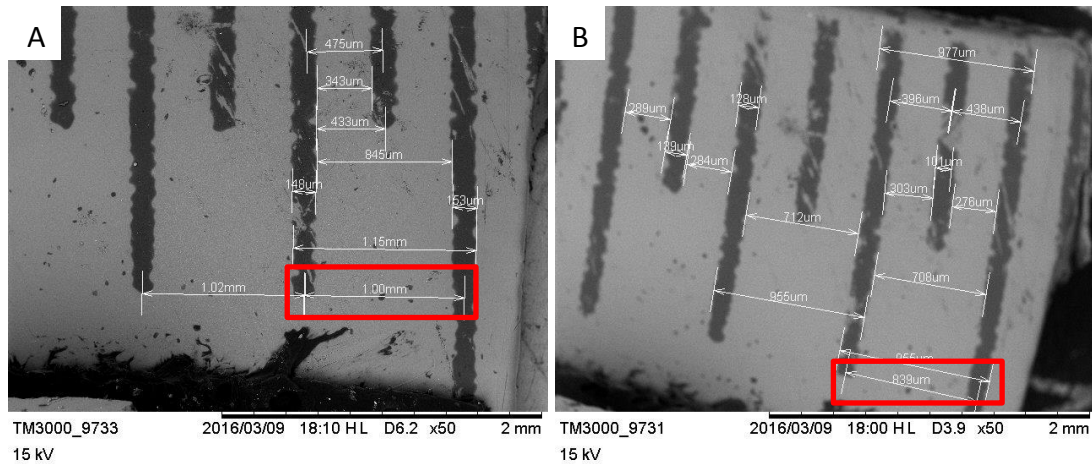 A
475um
343um
433um
845um
148um
153um
1.15mm
1.02mm
1.00mm
TM3000_9733
2016/03/09
18:10 H L
D6.2
x50
2 mm
15 kV
B
977um
289um
128um
396um
438um
139um
284um
101um
303um
276um
712um
708um
955um
955um
839um
TM3000_9731
2016/03/09
18:00 H L
D3.9
x50
2 mm
15 kV